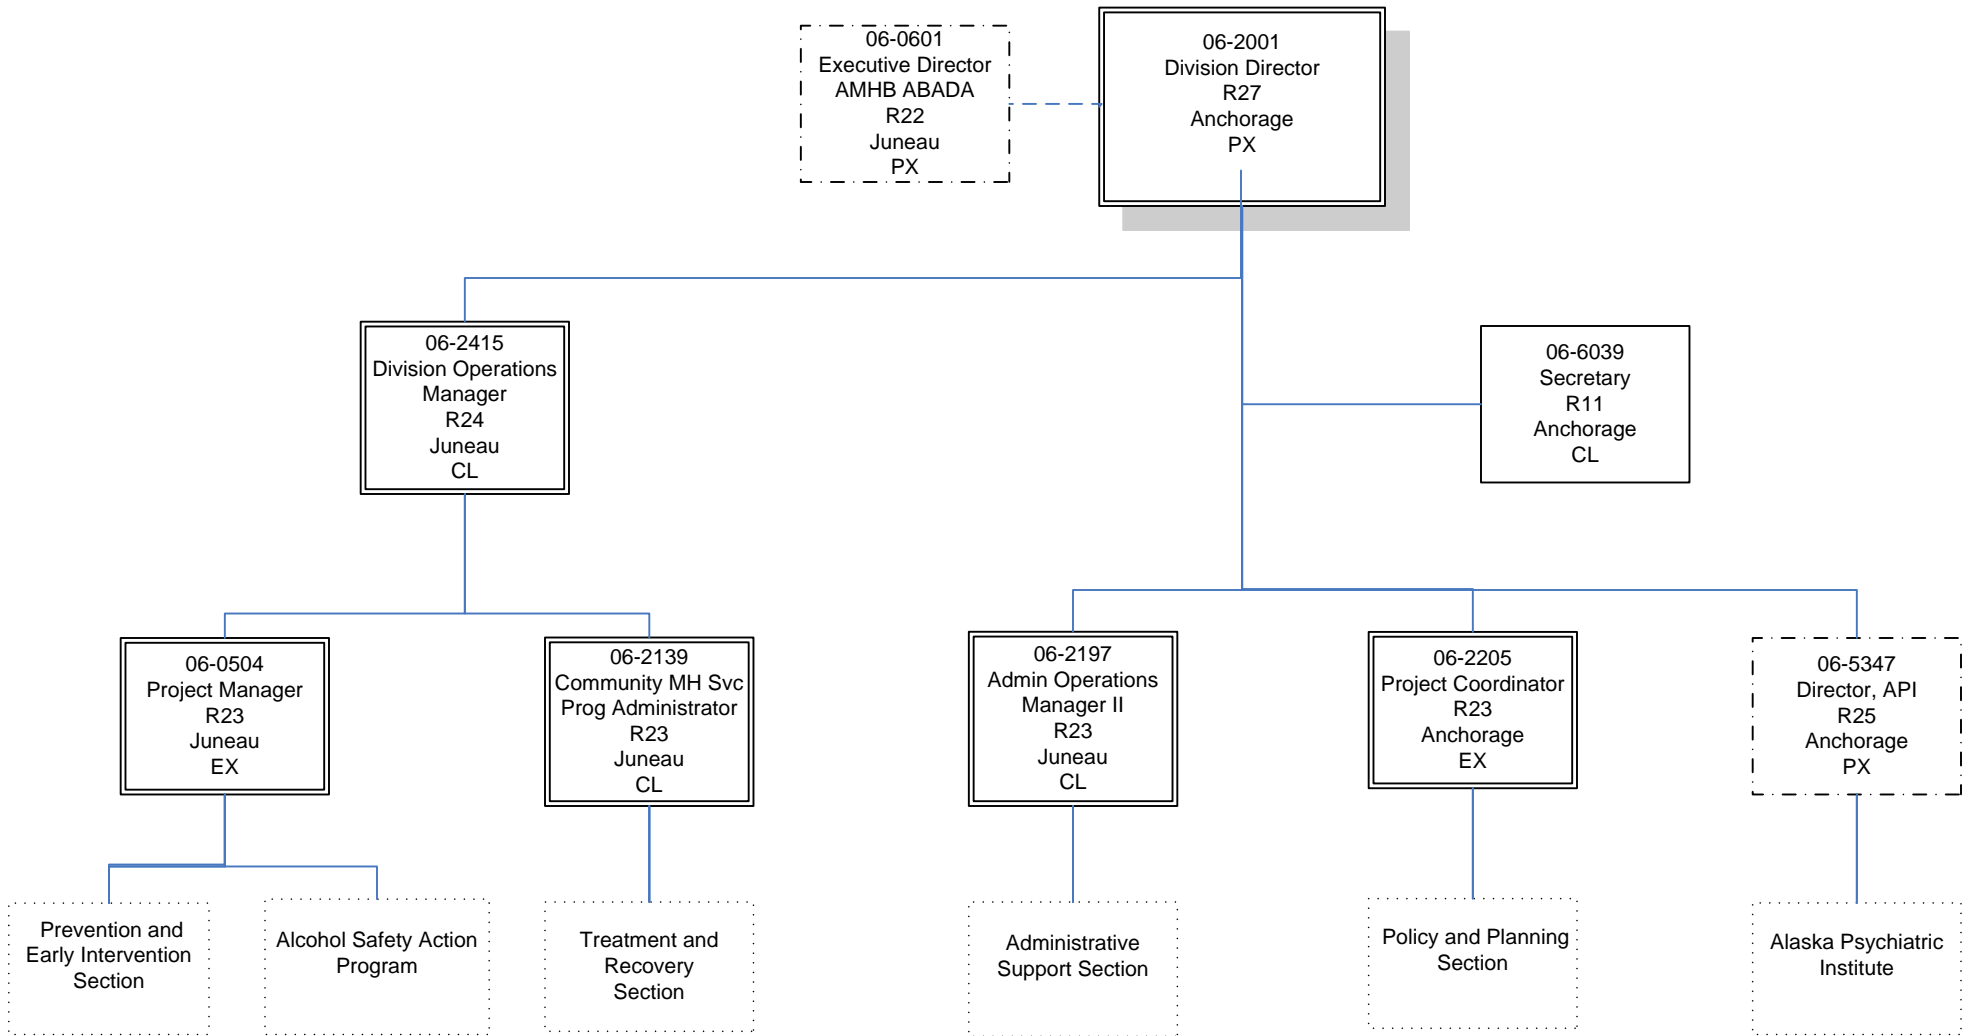 06-0601
Executive Director
AMHB ABADA
R22
Juneau
PX
06-2001
Division Director
R27
Anchorage
PX
06-2415
Division Operations
Manager
R24
Juneau
CL
06-6039
Secretary
R11
Anchorage
CL
06-0504
Project Manager
R23
Juneau
EX
06-2139
Community MH Svc
Prog Administrator
R23
Juneau
CL
06-2197
Admin Operations
Manager II
R23
Juneau
CL
06-2205
Project Coordinator
R23
Anchorage
EX
06-5347
Director, API
R25
Anchorage
PX
Prevention and
Early Intervention
Section
Alcohol Safety Action
Program
Treatment and
Recovery
Section
Administrative
Support Section
Policy and Planning
Section
Alaska Psychiatric
Institute